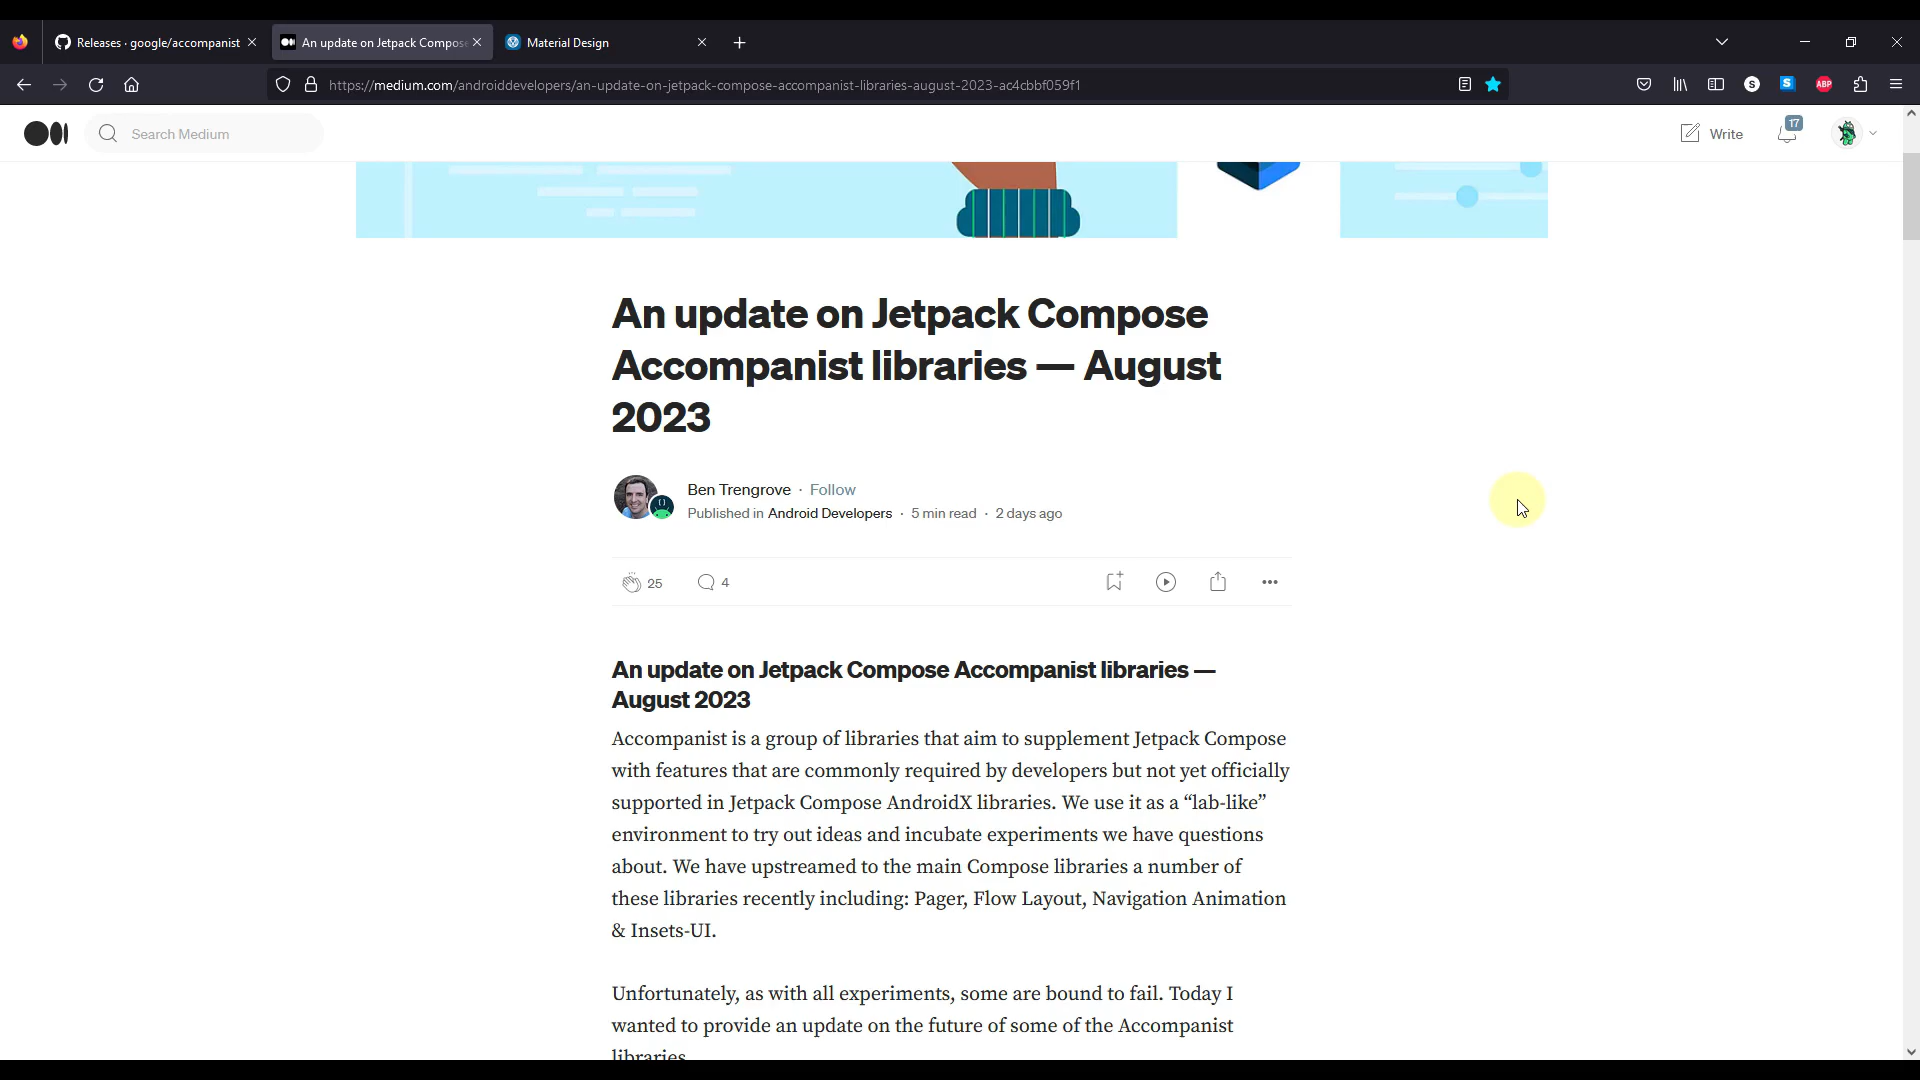 Releases · google/accompanist
An update on Jetpack Compose
Material Design
https://medium.com/androiddevelopers/an-update-on-jetpack-compose-accompanist-libraries-august-2023-ac4cbbf059f1
S
S
ABP
Search Medium
Write
17
An update on Jetpack Compose
Accompanist libraries — August
2023
Ben Trengrove · Follow
Published in Android Developers · 5 min read · 2 days ago
25
4
An update on Jetpack Compose Accompanist libraries —
August 2023
Accompanist is a group of libraries that aim to supplement Jetpack Compose
with features that are commonly required by developers but not yet officially
supported in Jetpack Compose AndroidX libraries. We use it as a “lab-like”
environment to try out ideas and incubate experiments we have questions
about. We have upstreamed to the main Compose libraries a number of
these libraries recently including: Pager, Flow Layout, Navigation Animation
& Insets-UI.
Unfortunately, as with all experiments, some are bound to fail. Today I
wanted to provide an update on the future of some of the Accompanist
libraries